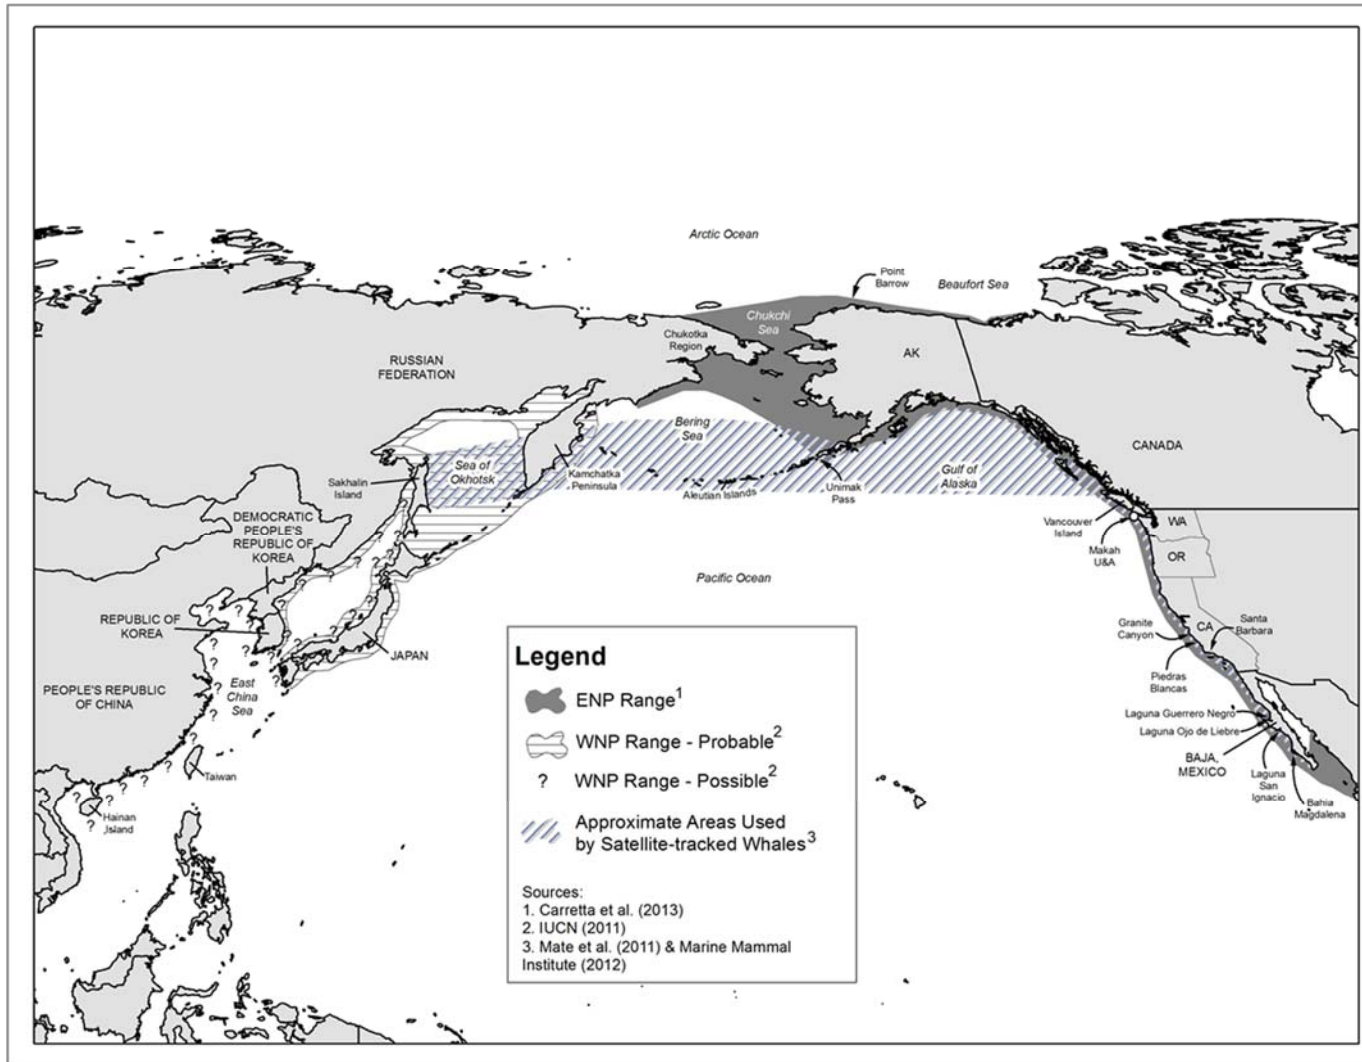 Arctic Ocean
Point
Barrow
Beaufort Sea
Chukchi
Sea
Chukotka
Region
AK
RUSSIAN
FEDERATION
Bering
Sea
CANADA
Sea of
Okhotsk
Sakhalin
Island
Kamchatka
Peninsula
Aleutian Islands
Unimak
Pass
Gulf of
Alaska
DEMOCRATIC
PEOPLE'S
REPUBLIC OF
KOREA
Vancouver
Island
WA
Makah
U&A
OR
Pacific Ocean
REPUBLIC OF
KOREA
JAPAN
Granite
Canyon
CA
Santa
Barbara
PEOPLE'S REPUBLIC
OF CHINA
East
China
Sea
Piedras
Blancas
Laguna Guerrero Negro
Laguna Ojo de Liebre
BAJA,
MEXICO
Laguna
San
Ignacio
Bahia
Magdalena
Taiwan
Hainan
Island
Legend
ENP Range1
WNP Range - Probable2
? WNP Range - Possible2
Approximate Areas Used
by Satellite-tracked Whales3
Sources:
1. Carretta et al. (2013)
2. IUCN (2011)
3. Mate et al. (2011) & Marine Mammal
Institute (2012)